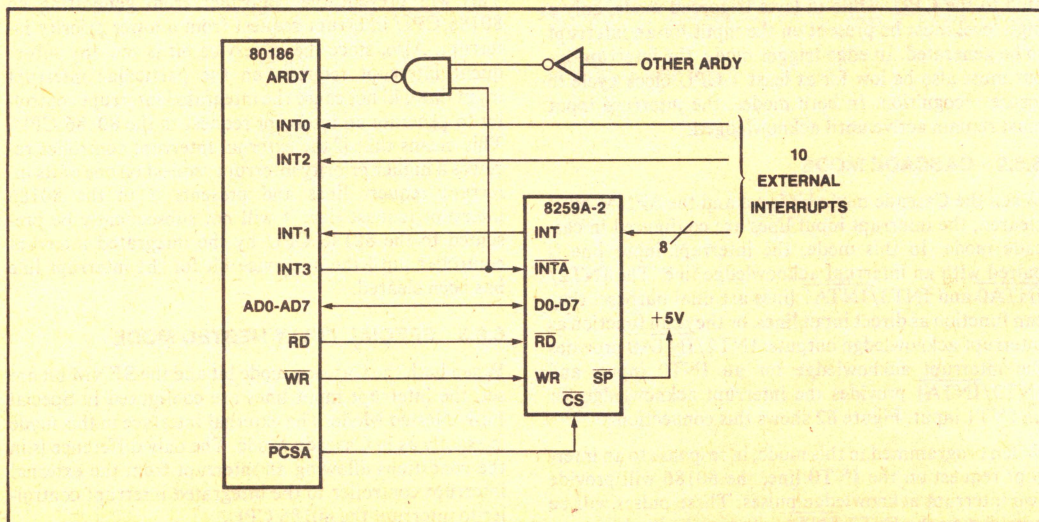 80186
ARDY
OTHER ARDY
INT0
INT2
10
EXTERNAL
INTERRUPTS
8259A-2
INT1
INT
8
INT3
INTA
AD0-AD7
D0-D7
+5V
RD
RD
WR
WR
SP
CS
PCSA